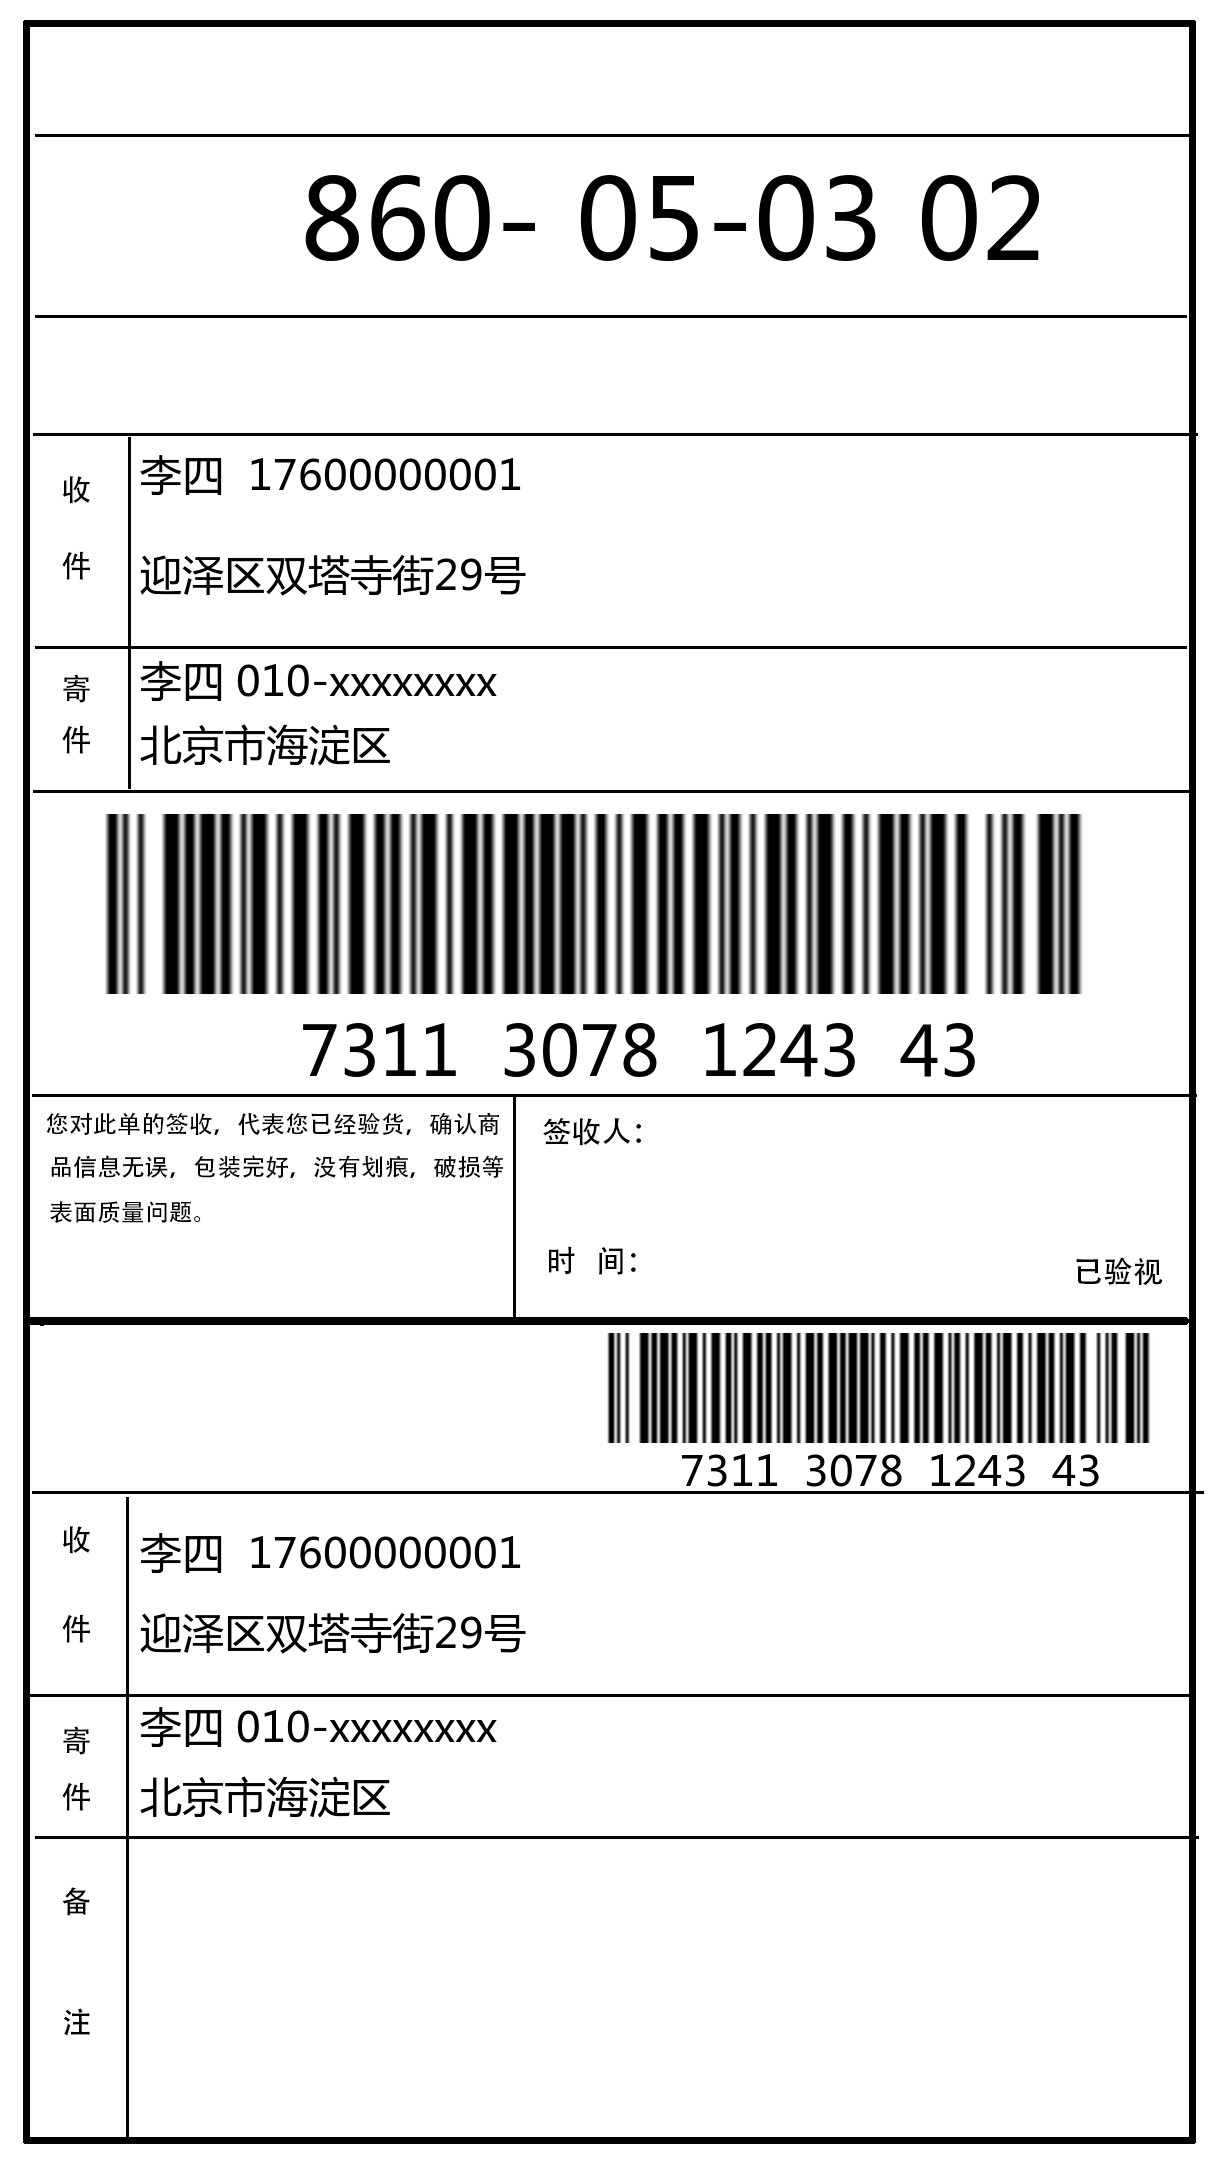 860- 05-03 02
收件
李四 17600000001
迎泽区双塔寺街29号
寄件
李四 010-xxxxxxxx
北京市海淀区
7311 3078 1243 43
您对此单的签收，代表您已经验货，确认商
品信息无误，包装完好，没有划痕，破损等
表面质量问题。
签收人：
时 间：
已验视
7311 3078 1243 43
收件
李四 17600000001
迎泽区双塔寺街29号
寄件
李四 010-xxxxxxxx
北京市海淀区
备注